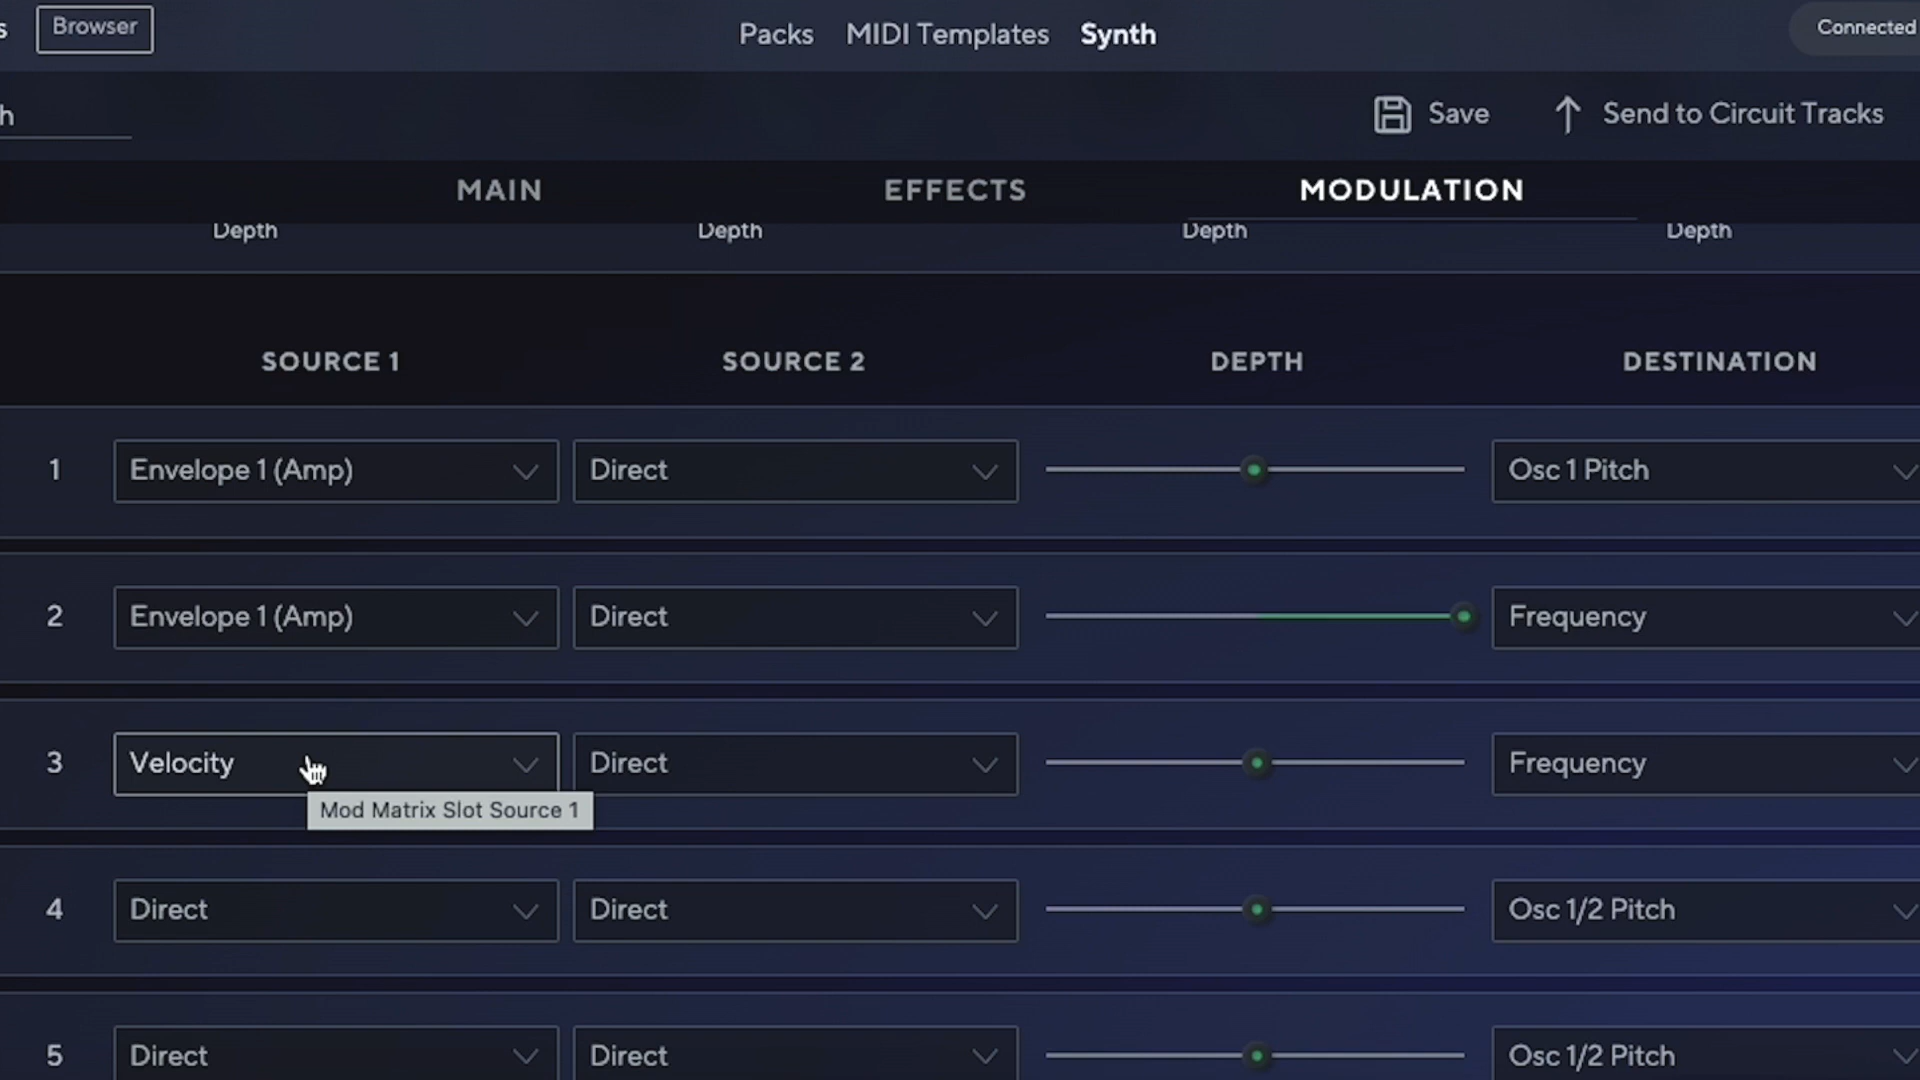 s Browser Packs MIDI Templates Synth Connected
h Save Send to Circuit Tracks
MAIN EFFECTS MODULATION
Depth Depth Depth Depth
SOURCE 1 SOURCE 2 DEPTH DESTINATION
1 Envelope 1 (Amp) Direct Osc 1 Pitch
2 Envelope 1 (Amp) Direct Frequency
3 Velocity Direct Frequency
Mod Matrix Slot Source 1
4 Direct Direct Osc 1/2 Pitch
5 Direct Direct Osc 1/2 Pitch